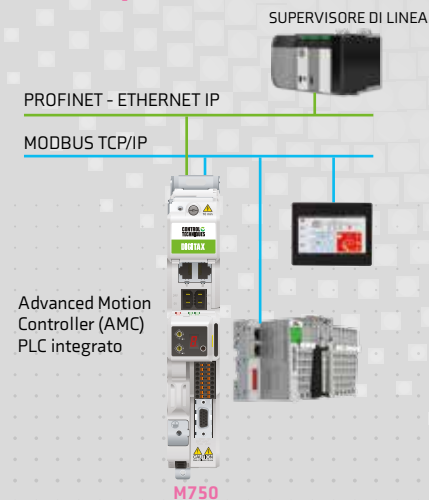 SUPERVISORE DI LINEA
PROFINET - ETHERNET IP
MODBUS TCP/IP
CONTROL
TECHNIQUES
DIGITAX
Advanced Motion
Controller (AMC)
PLC integrato
M750